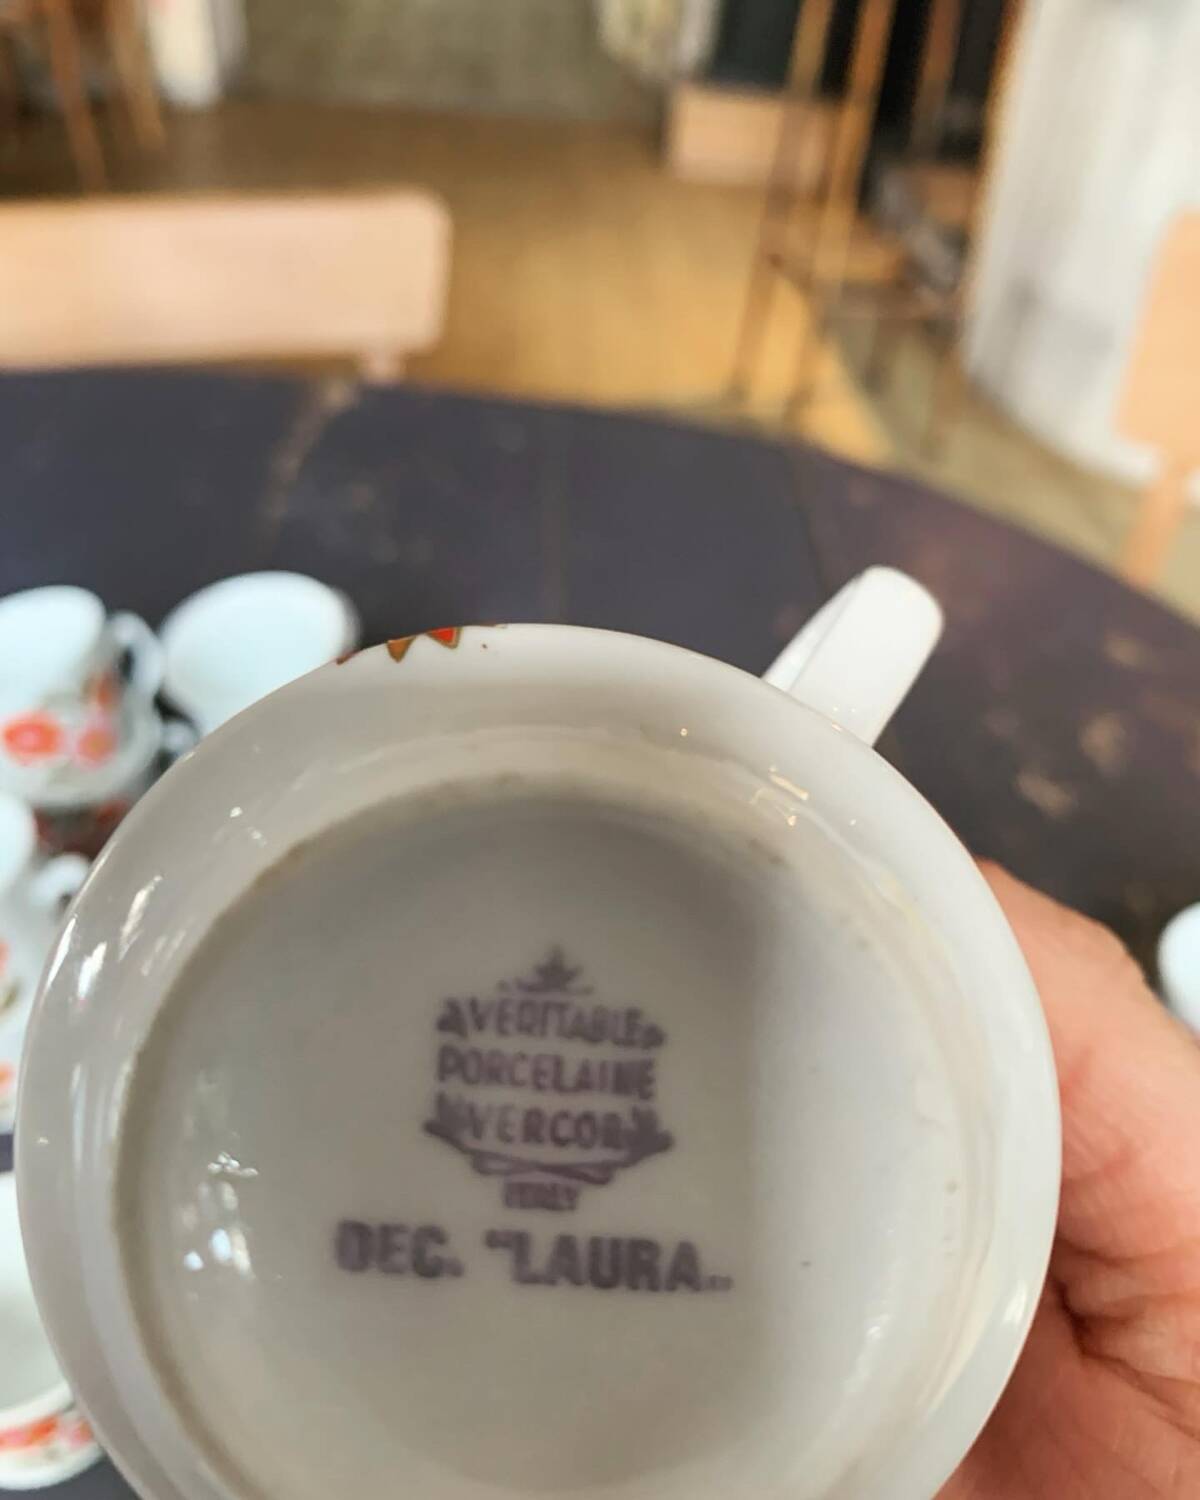 VERITABLE
PORCELAINE
VERCOR
ITALY
DEC. "LAURA„